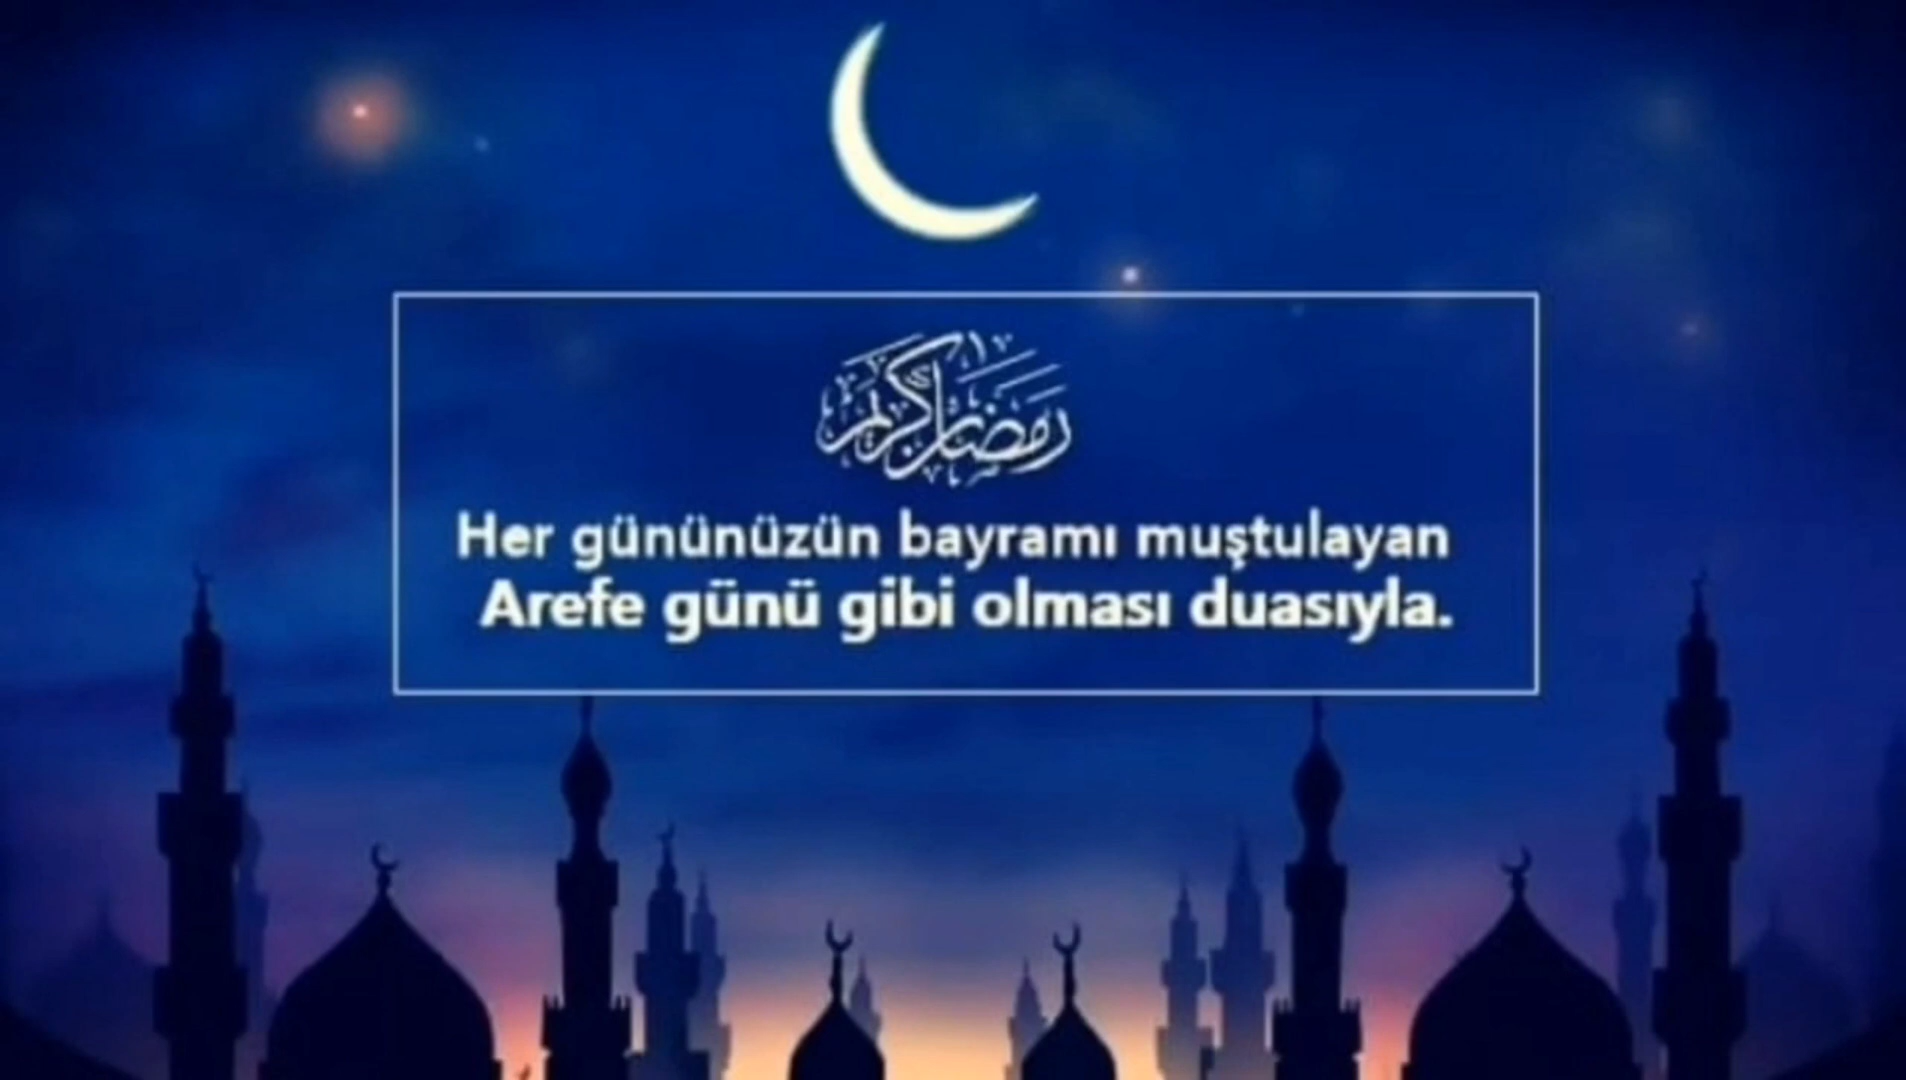 رمضان كريم
Her gününüzün bayramı muştulayan
Arefe günü gibi olması duasıyla.